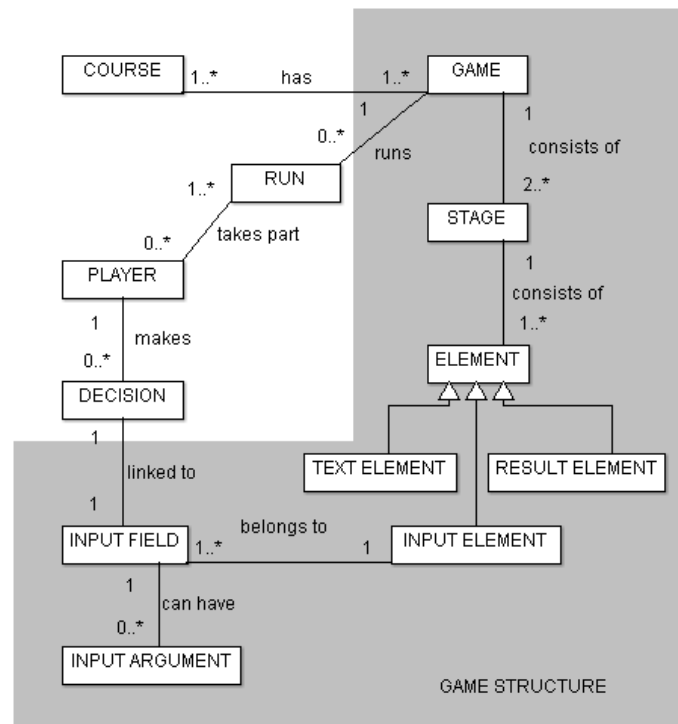 COURSE
1..*
has
1..*
GAME
1
0..*
runs
1
consists of
2..*
RUN
1..*
takes part
0..*
STAGE
1
consists of
1..*
PLAYER
1
makes
0..*
ELEMENT
DECISION
1
linked to
1
TEXT ELEMENT
RESULT ELEMENT
INPUT FIELD
1..*
belongs to
1
INPUT ELEMENT
1
can have
0..*
INPUT ARGUMENT
GAME STRUCTURE